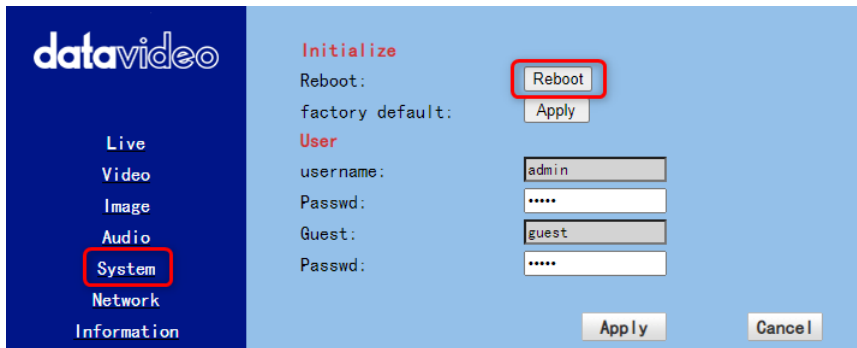 datavideo
Live
Video
Image
Audio
System
Network
Information
Initialize
Reboot: Reboot
factory default: Apply
User
username: admin
Passwd: •••••
Guest: guest
Passwd: •••••
Apply Cancel